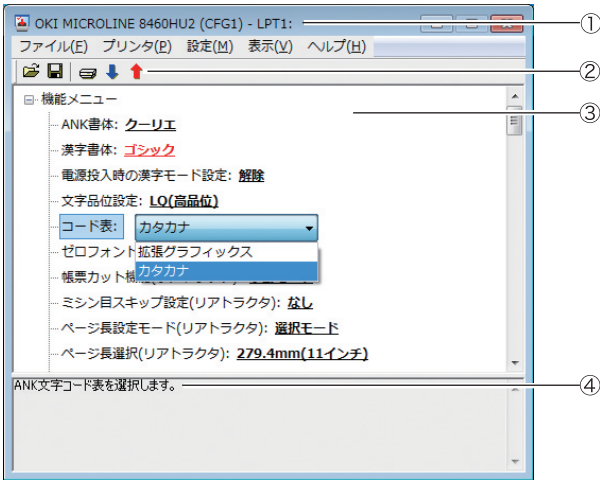 OKI MICROLINE 8460HU2 (CFG1) - LPT1:
①
ファイル(F) プリンタ(P) 設定(M) 表示(V) ヘルプ(H)
②
機能メニュー
③
ANK書体: クーリエ
漢字書体: ゴシック
電源投入時の漢字モード設定: 解除
文字品位設定: LQ(高品位)
コード表: カタカナ
ゼロフォント
拡張グラフィックス
帳票カット機
カタカナ
ミシン目スキップ設定(リアトラクタ): なし
ページ長設定モード(リアトラクタ): 選択モード
ページ長選択(リアトラクタ): 279.4mm(11インチ)
ANK文字コード表を選択します。
④